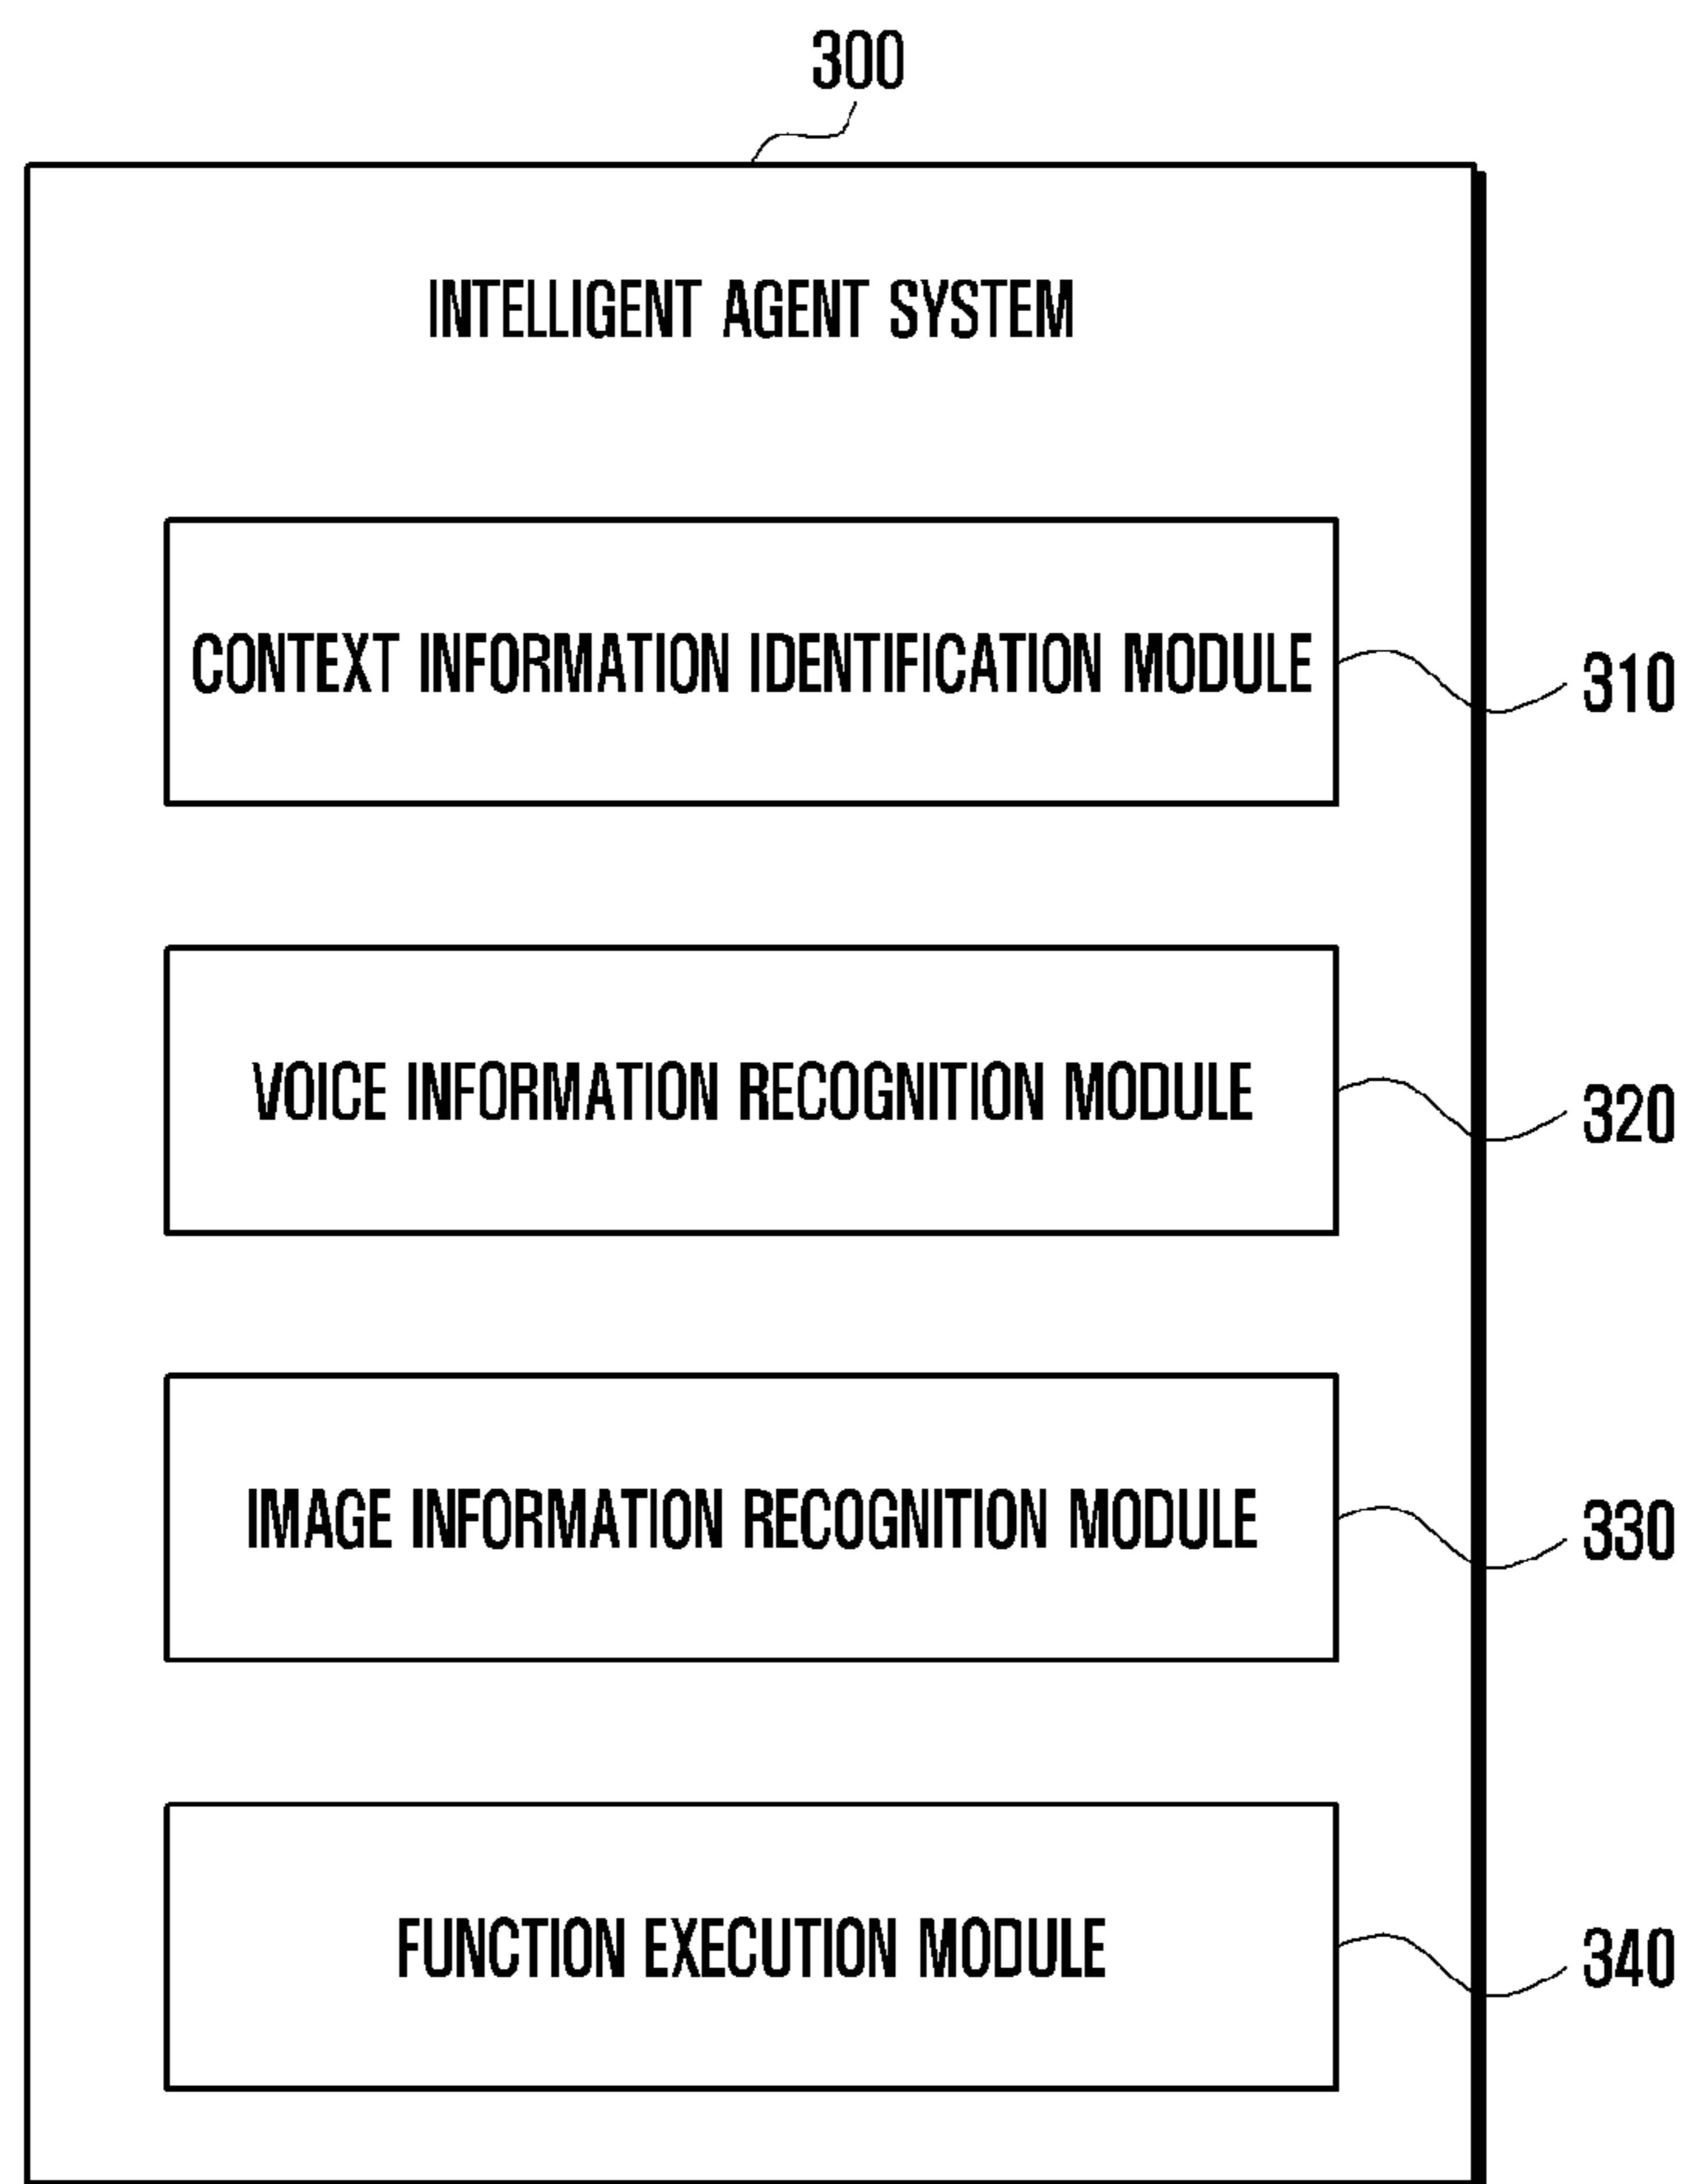 300
INTELLIGENT AGENT SYSTEM
CONTEXT INFORMATION IDENTIFICATION MODULE
310
VOICE INFORMATION RECOGNITION MODULE
320
IMAGE INFORMATION RECOGNITION MODULE
330
FUNCTION EXECUTION MODULE
340